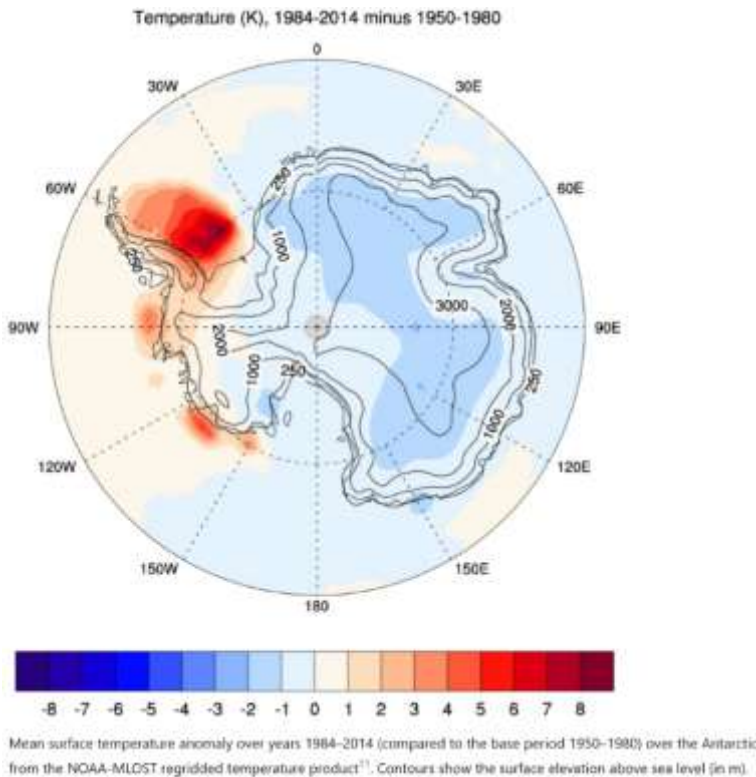 Temperature (K), 1984-2014 minus 1950-1980
0
30W
30E
60W
60E
250
250
1000
3000
2000
90W
90E
2000
250
1000
250
1000
120W
120E
150W
150E
180
-8 -7 -6 -5 -4 -3 -2 -1 0 1 2 3 4 5 6 7 8
Mean surface temperature anomaly over years 1984–2014 (compared to the base period 1950–1980) over the Antarctic
from the NOAA-MLOST regridded temperature product. Contours show the surface elevation above sea level (in m).